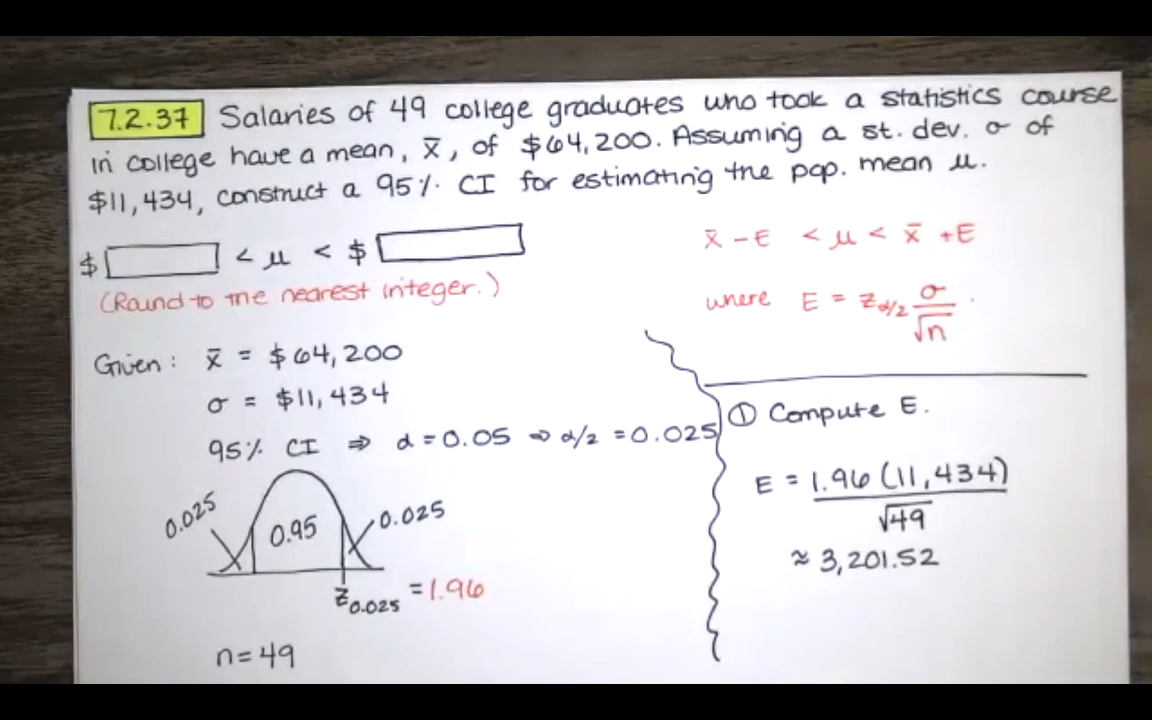 7.2.37 Salaries of 49 college graduates who took a statistics course
in college have a mean, x̄, of $64,200. Assuming a st. dev. σ of
$11,434, construct a 95% CI for estimating the pop. mean μ.
$ < μ < $
(Round to the nearest integer.)
x̄ - E < μ < x̄ + E
where E = z α/2 σ/√n.
Given: x̄ = $64,200
σ = $11,434
95% CI ⇒ α = 0.05 ⇒ α/2 = 0.025
0.025 0.95 0.025
z 0.025 = 1.96
n = 49
① Compute E.
E = 1.96 (11,434)
√49
≈ 3,201.52